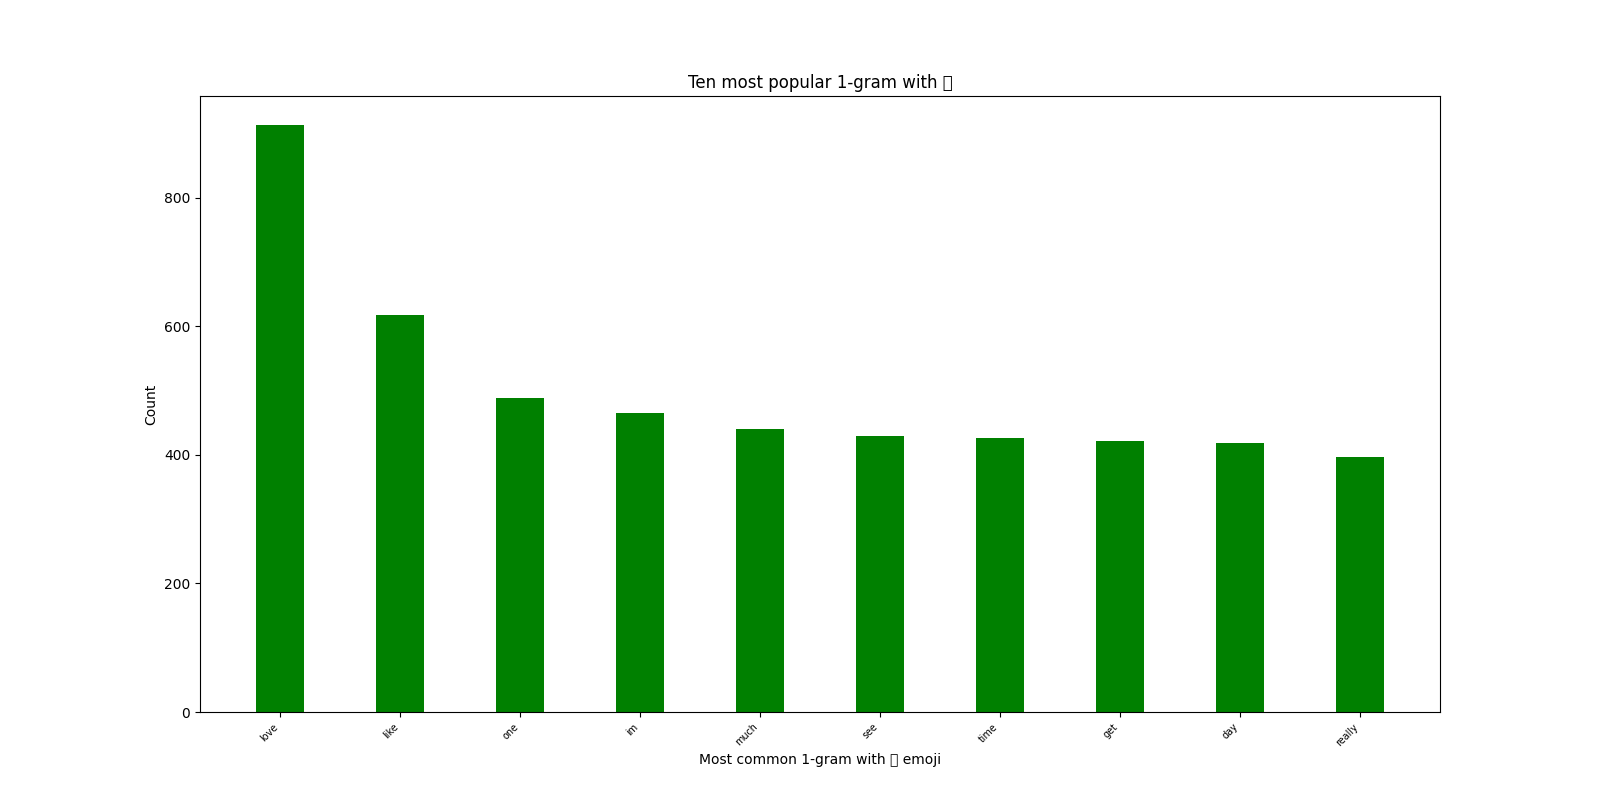 Ten most popular 1-gram with
Count
800
600
400
200
0
love
like
one
im
much
see
time
get
day
really
Most common 1-gram with emoji